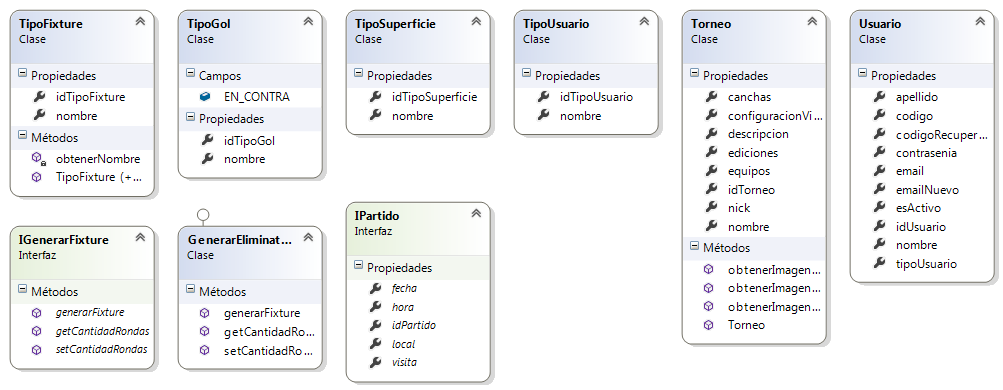 TipoFixture
Clase
Propiedades
idTipoFixture
nombre
Métodos
obtenerNombre
TipoFixture (+...
TipoGol
Clase
Campos
EN_CONTRA
Propiedades
idTipoGol
nombre
TipoSuperficie
Clase
Propiedades
idTipoSuperficie
nombre
TipoUsuario
Clase
Propiedades
idTipoUsuario
nombre
Torneo
Clase
Propiedades
canchas
configuracionVi...
descripcion
ediciones
equipos
idTorneo
nick
nombre
Métodos
obtenerImagen...
obtenerImagen...
obtenerImagen...
Torneo
Usuario
Clase
Propiedades
apellido
codigo
codigoRecuper...
contrasenia
email
emailNuevo
esActivo
idUsuario
nombre
tipoUsuario
IGenerarFixture
Interfaz
Métodos
generarFixture
getCantidadRondas
setCantidadRondas
GenerarEliminat...
Clase
Métodos
generarFixture
getCantidadRo...
setCantidadRo...
IPartido
Interfaz
Propiedades
fecha
hora
idPartido
local
visita